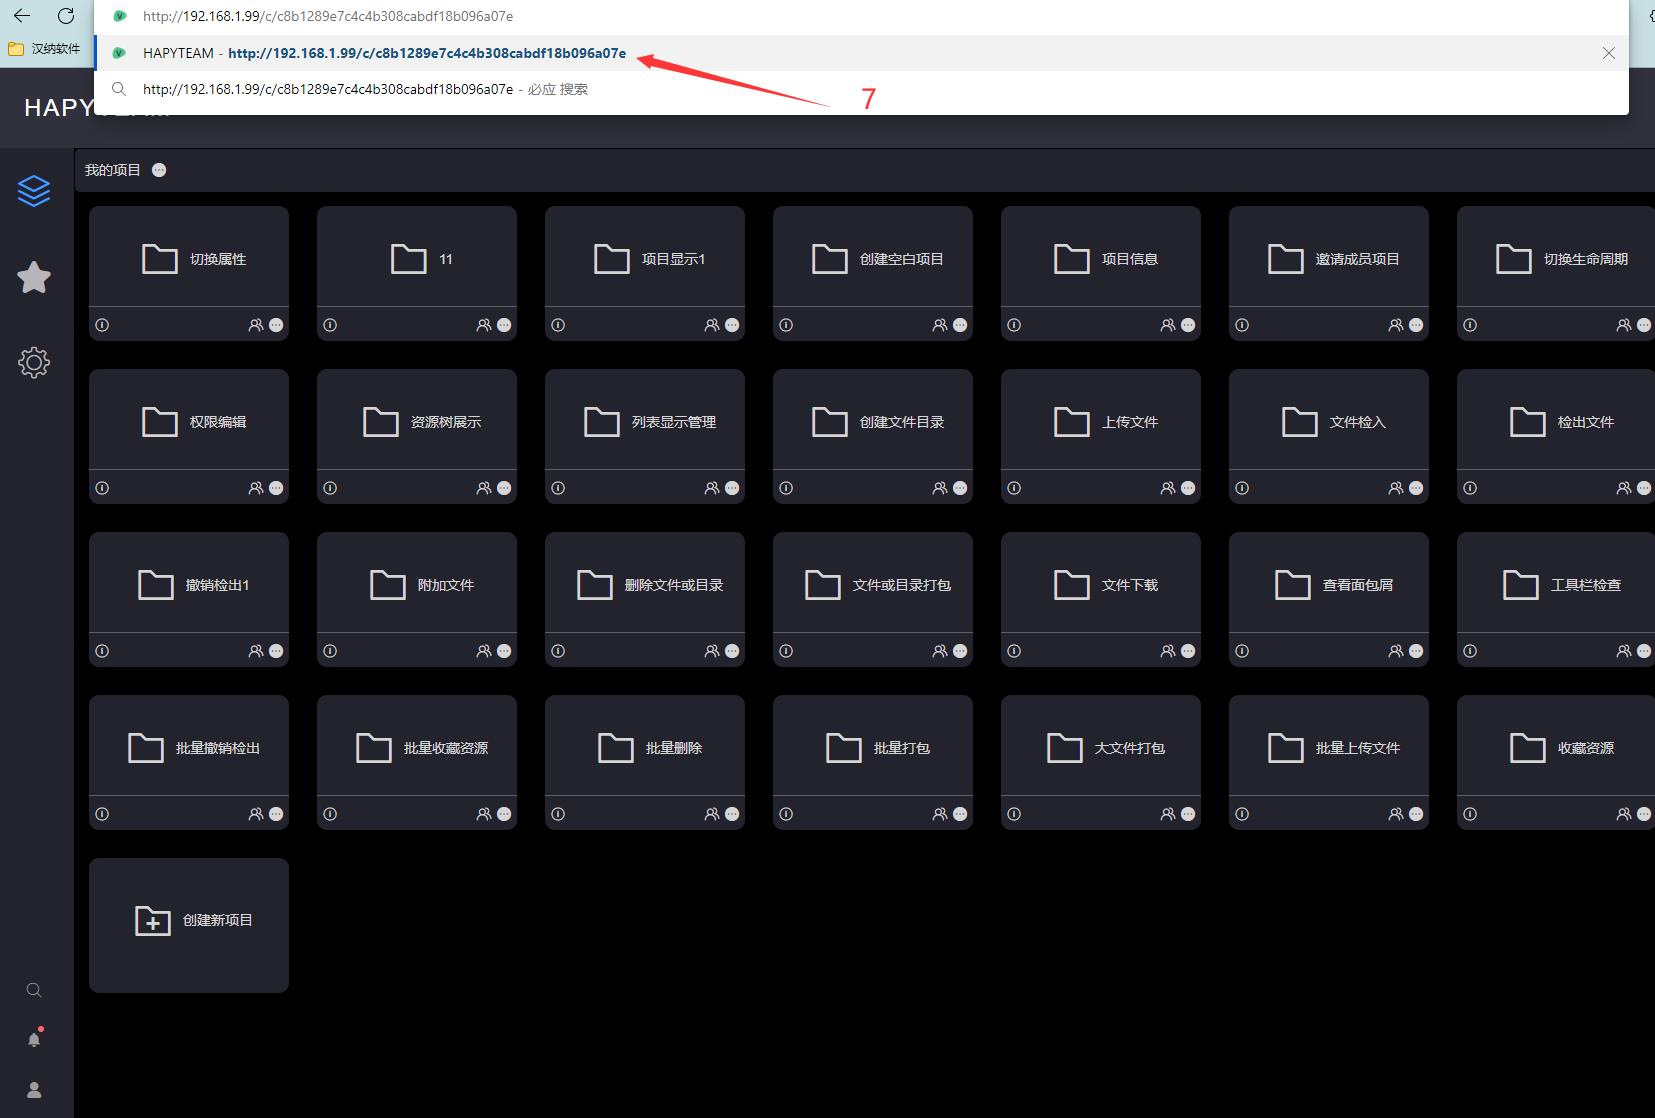 http://192.168.1.99/c/c8b1289e7c4c4b308cabdf18b096a07e
汉纳软件
HAPYTEAM - http://192.168.1.99/c/c8b1289e7c4c4b308cabdf18b096a07e
http://192.168.1.99/c/c8b1289e7c4c4b308cabdf18b096a07e - 必应 搜索
7
HAPYTEAM
我的项目
切换属性
11
项目显示1
创建空白项目
项目信息
邀请成员项目
切换生命周期
权限编辑
资源树展示
列表显示管理
创建文件目录
上传文件
文件检入
检出文件
撤销检出1
附加文件
删除文件或目录
文件或目录打包
文件下载
查看面包屑
工具栏检查
批量撤销检出
批量收藏资源
批量删除
批量打包
大文件打包
批量上传文件
收藏资源
创建新项目